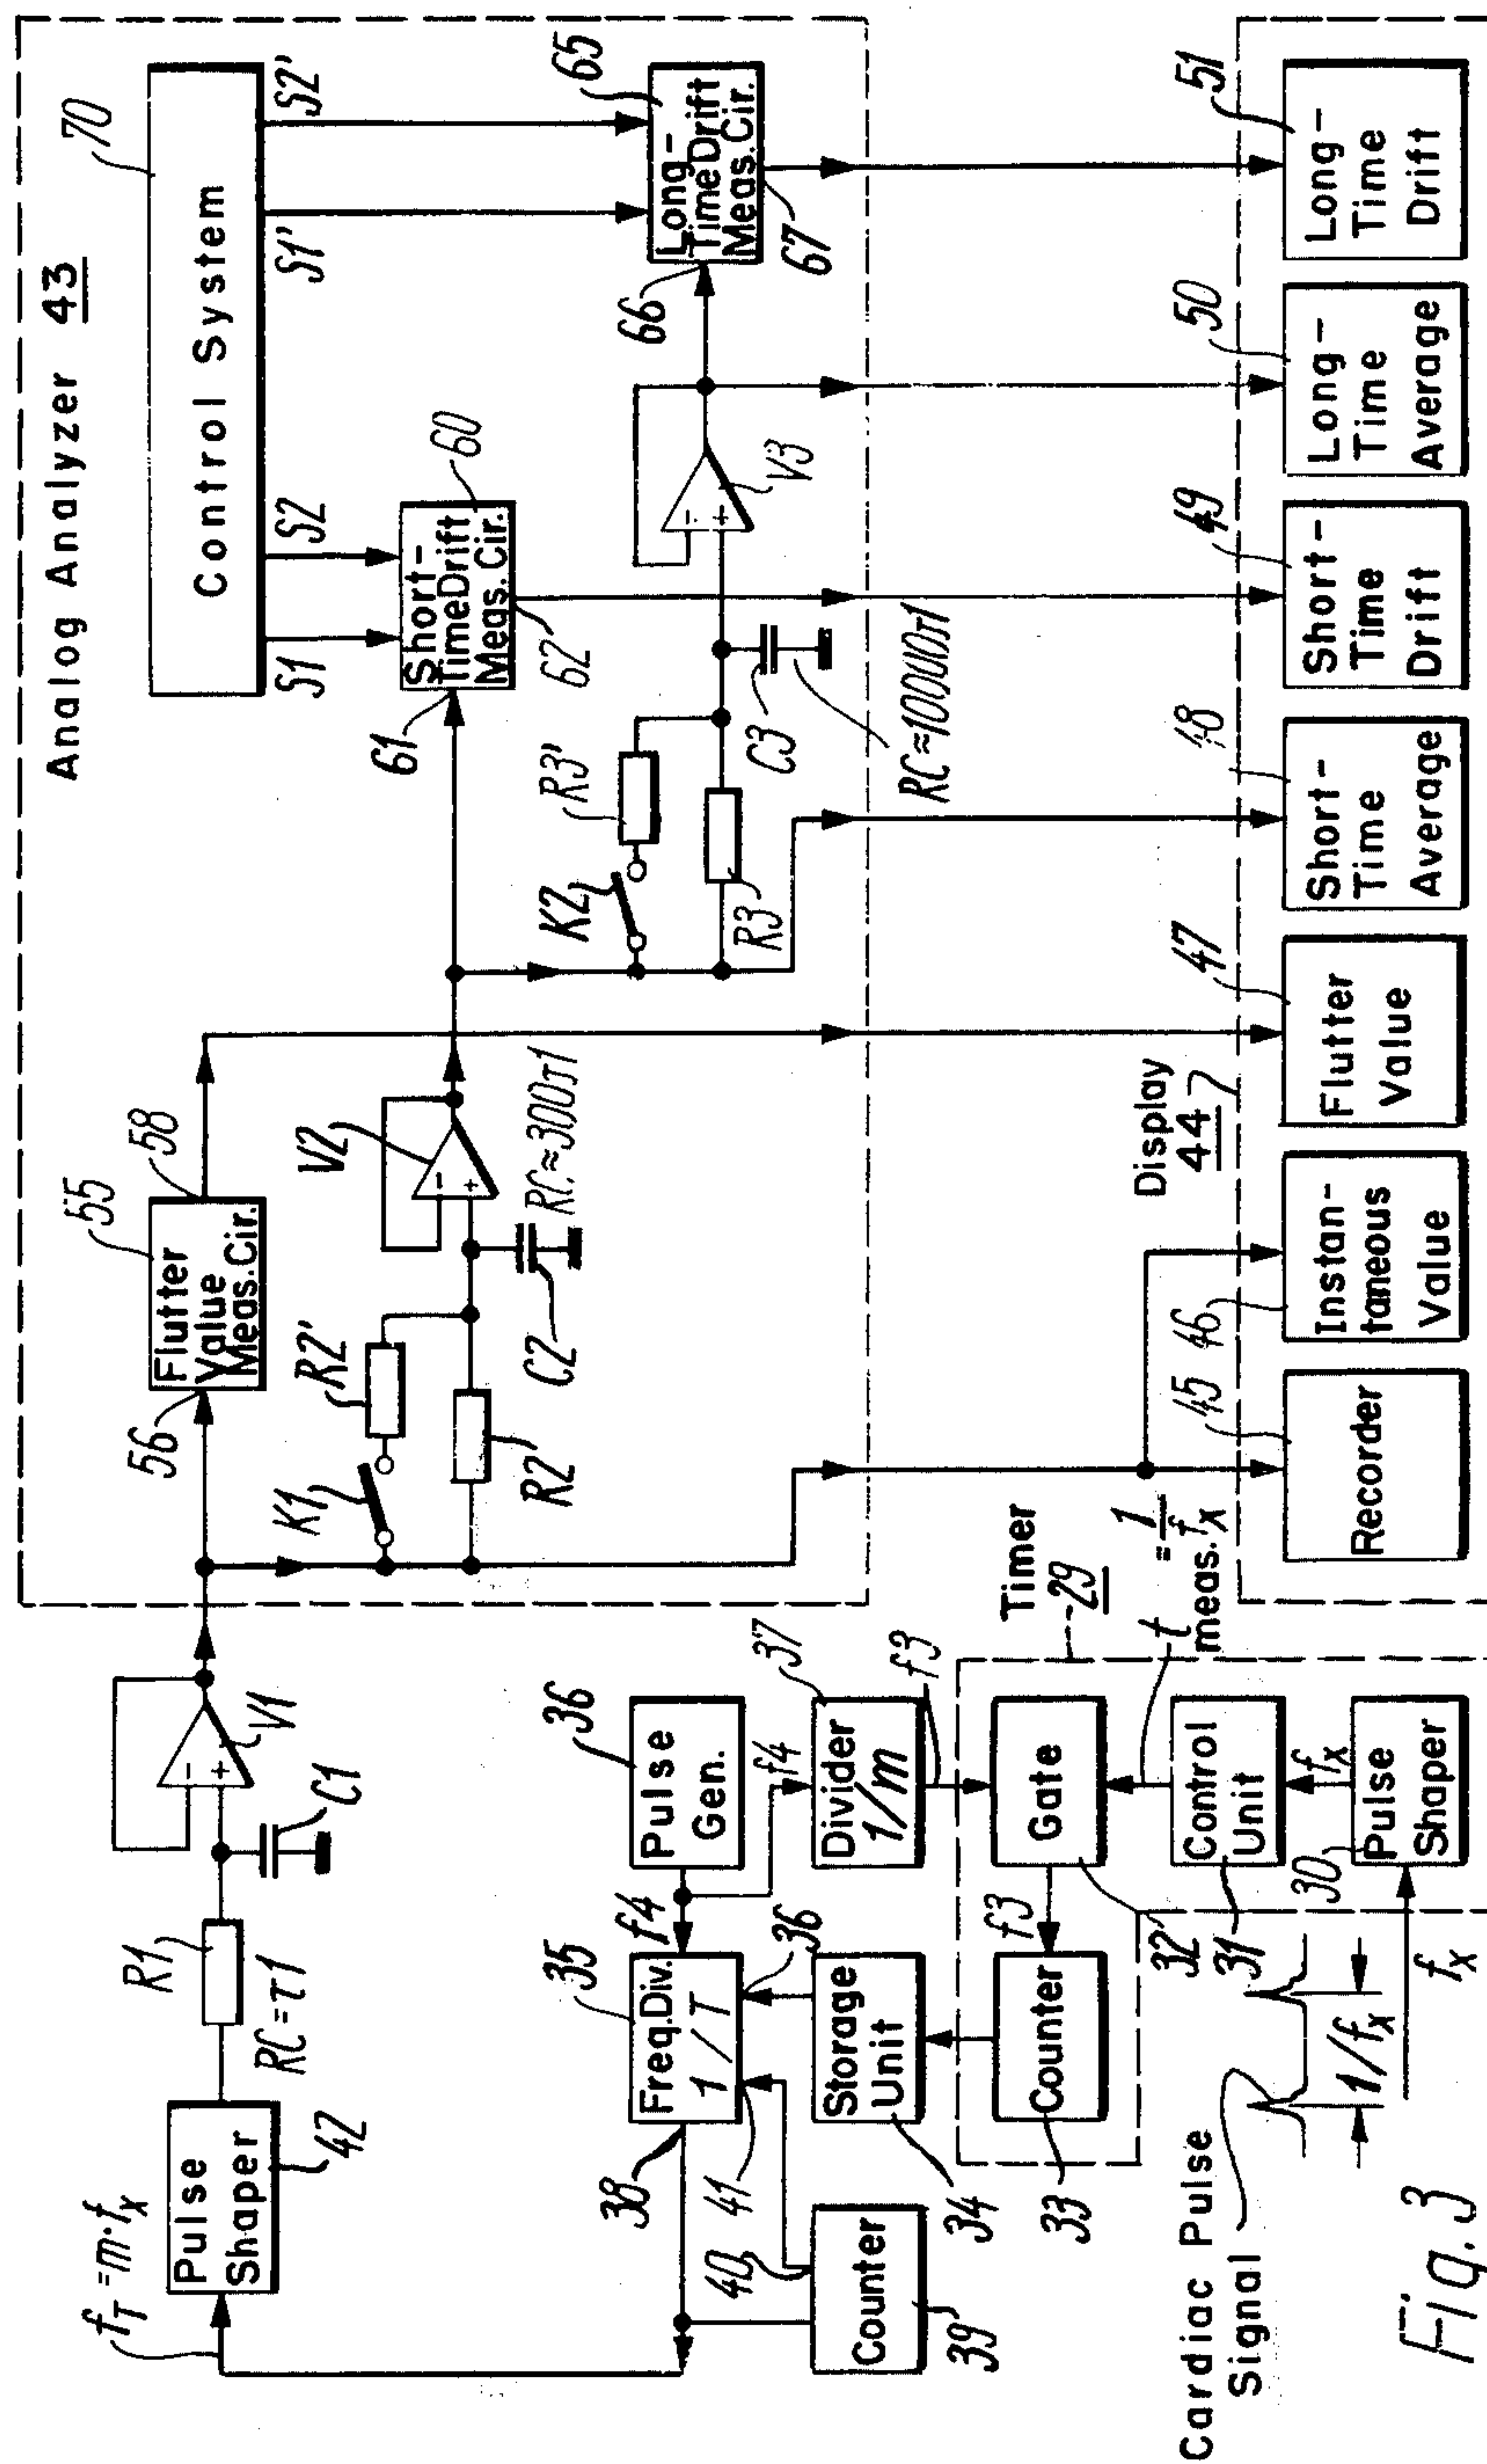 Analog Analyzer 43
70
Control System
S1
S2
S1'
S2'
55
56
58
Flutter
Value
Meas. Cir.
60
61
62
Short-
Time Drift
Meas. Cir.
65
66
67
Long-
Time Drift
Meas. Cir.
K1
R2'
R2
C2
V2
RC≈300τ1
K2
R3'
R3
C3
V3
RC≈10000τ1
fT=m·fx
Pulse
Shaper
42
R1
RC=τ1
C1
V1
38
35
Freq. Div.
1/T
f4
36
Pulse
Gen.
36
41
f4
40
Counter
39
Storage
Unit
34
Divider
1/m
37
f3
Timer
29
Counter
33
f3
Gate
32
t meas. = 1/fx
Control
Unit
31
fx
Pulse
Shaper
30
Cardiac Pulse
Signal
1/fx
fx
Display
44
45
Recorder
46
Instan-
taneous
Value
47
Flutter
Value
48
Short-
Time
Average
49
Short-
Time
Drift
50
Long-
Time
Average
51
Long-
Time
Drift
Fig. 3